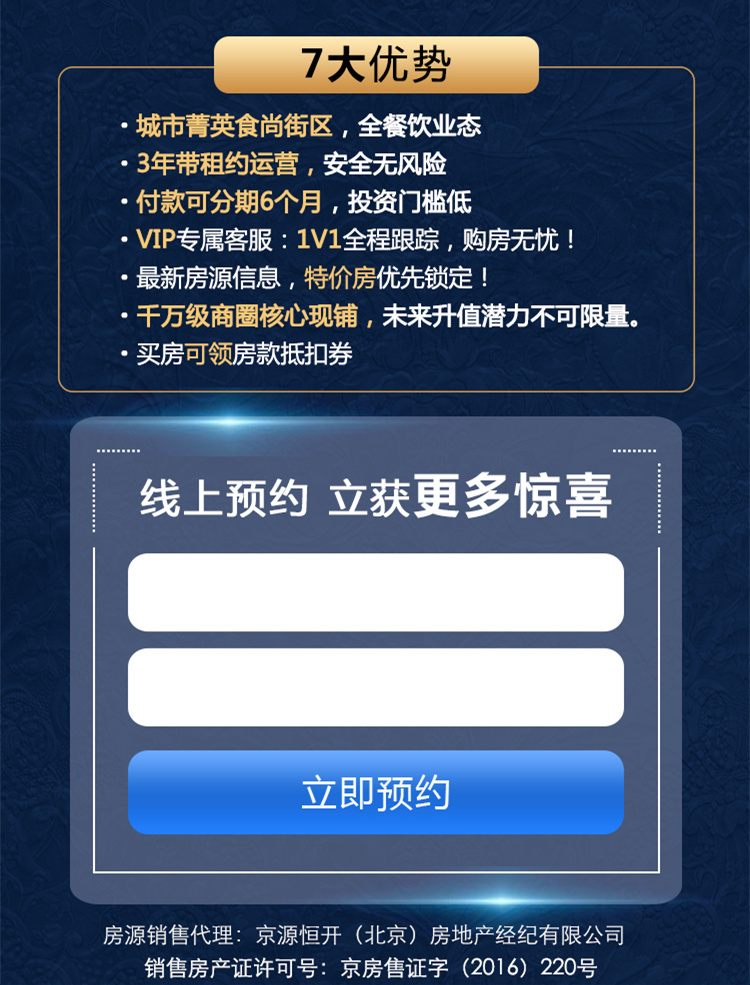 7大优势
·城市菁英食尚街区，全餐饮业态
·3年带租约运营，安全无风险
·付款可分期6个月，投资门槛低
·VIP专属客服：1V1全程跟踪，购房无忧！
·最新房源信息，特价房优先锁定！
·千万级商圈核心现铺，未来升值潜力不可限量。
·买房可领房款抵扣券
线上预约 立获更多惊喜
立即预约
房源销售代理：京源恒开（北京）房地产经纪有限公司
销售房产证许可号：京房售证字（2016）220号